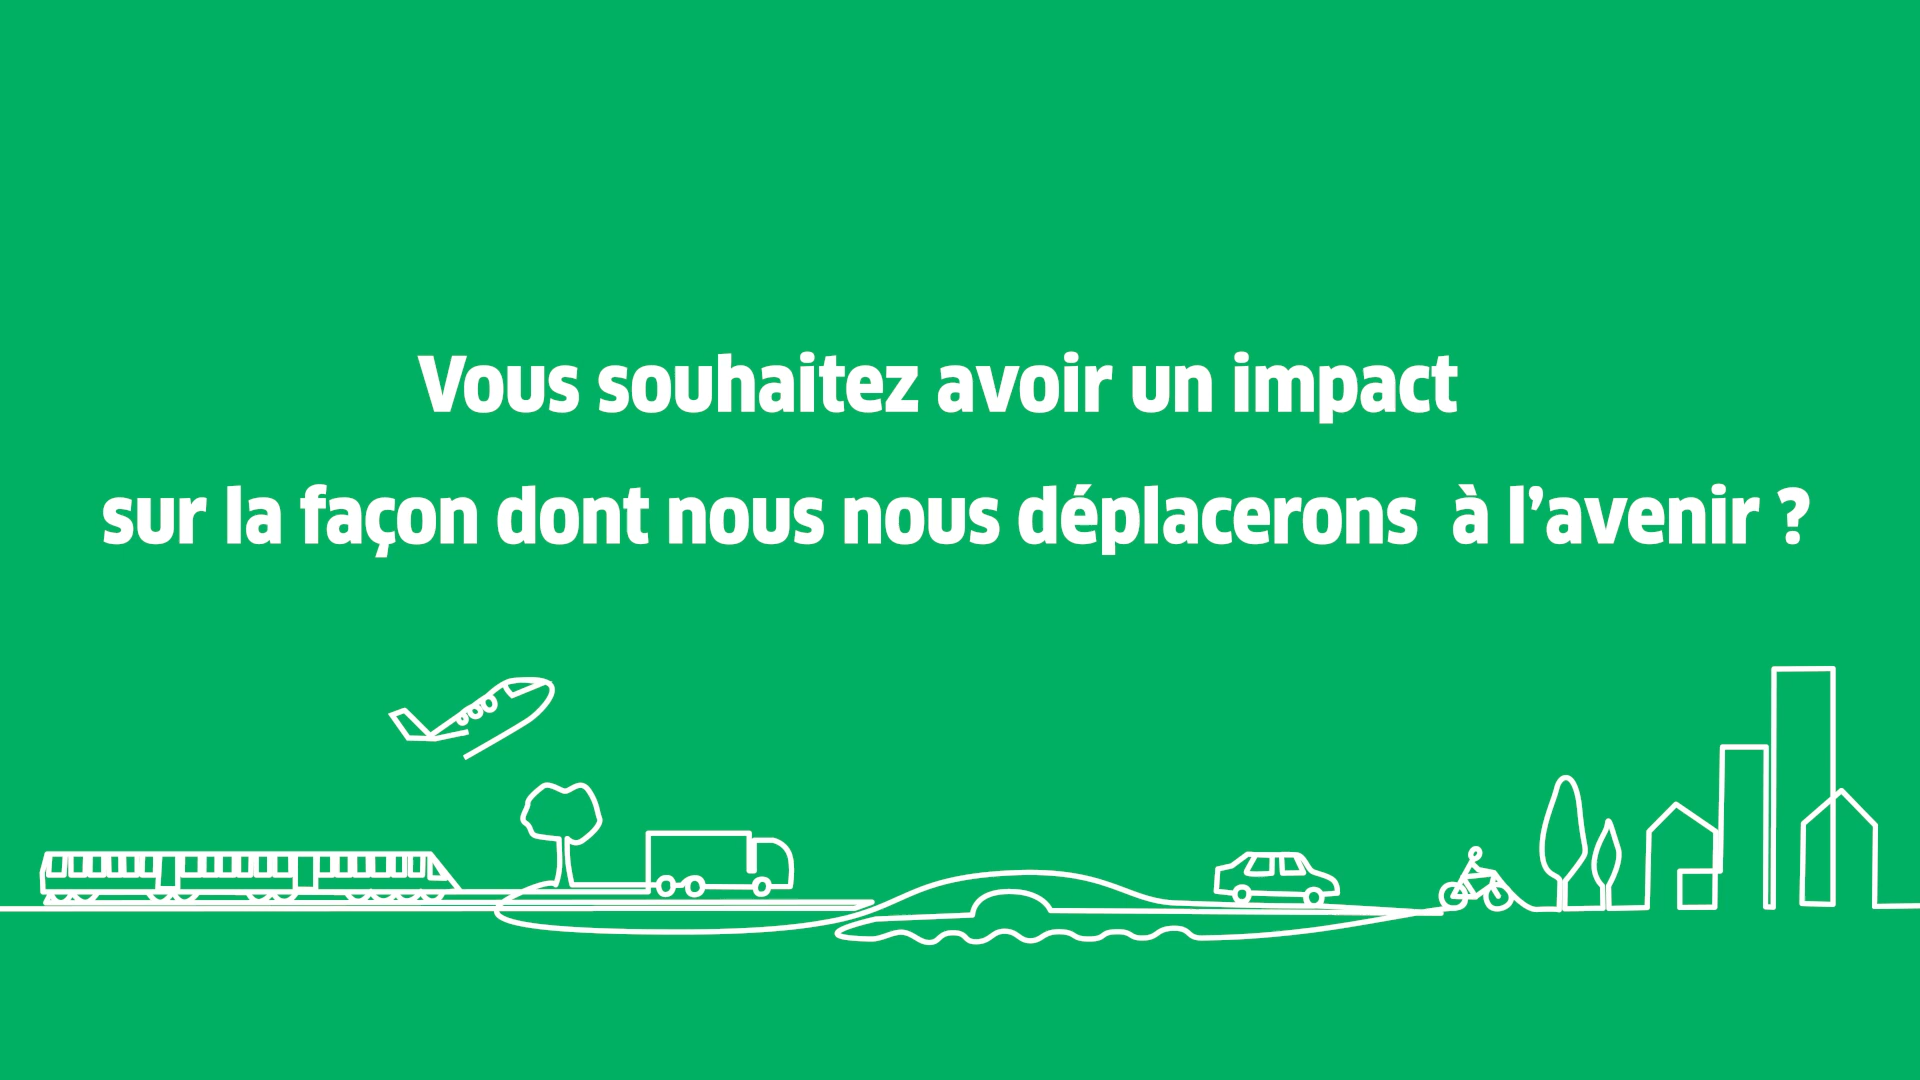 Vous souhaitez avoir un impact
sur la façon dont nous nous déplacerons  à l’avenir ?